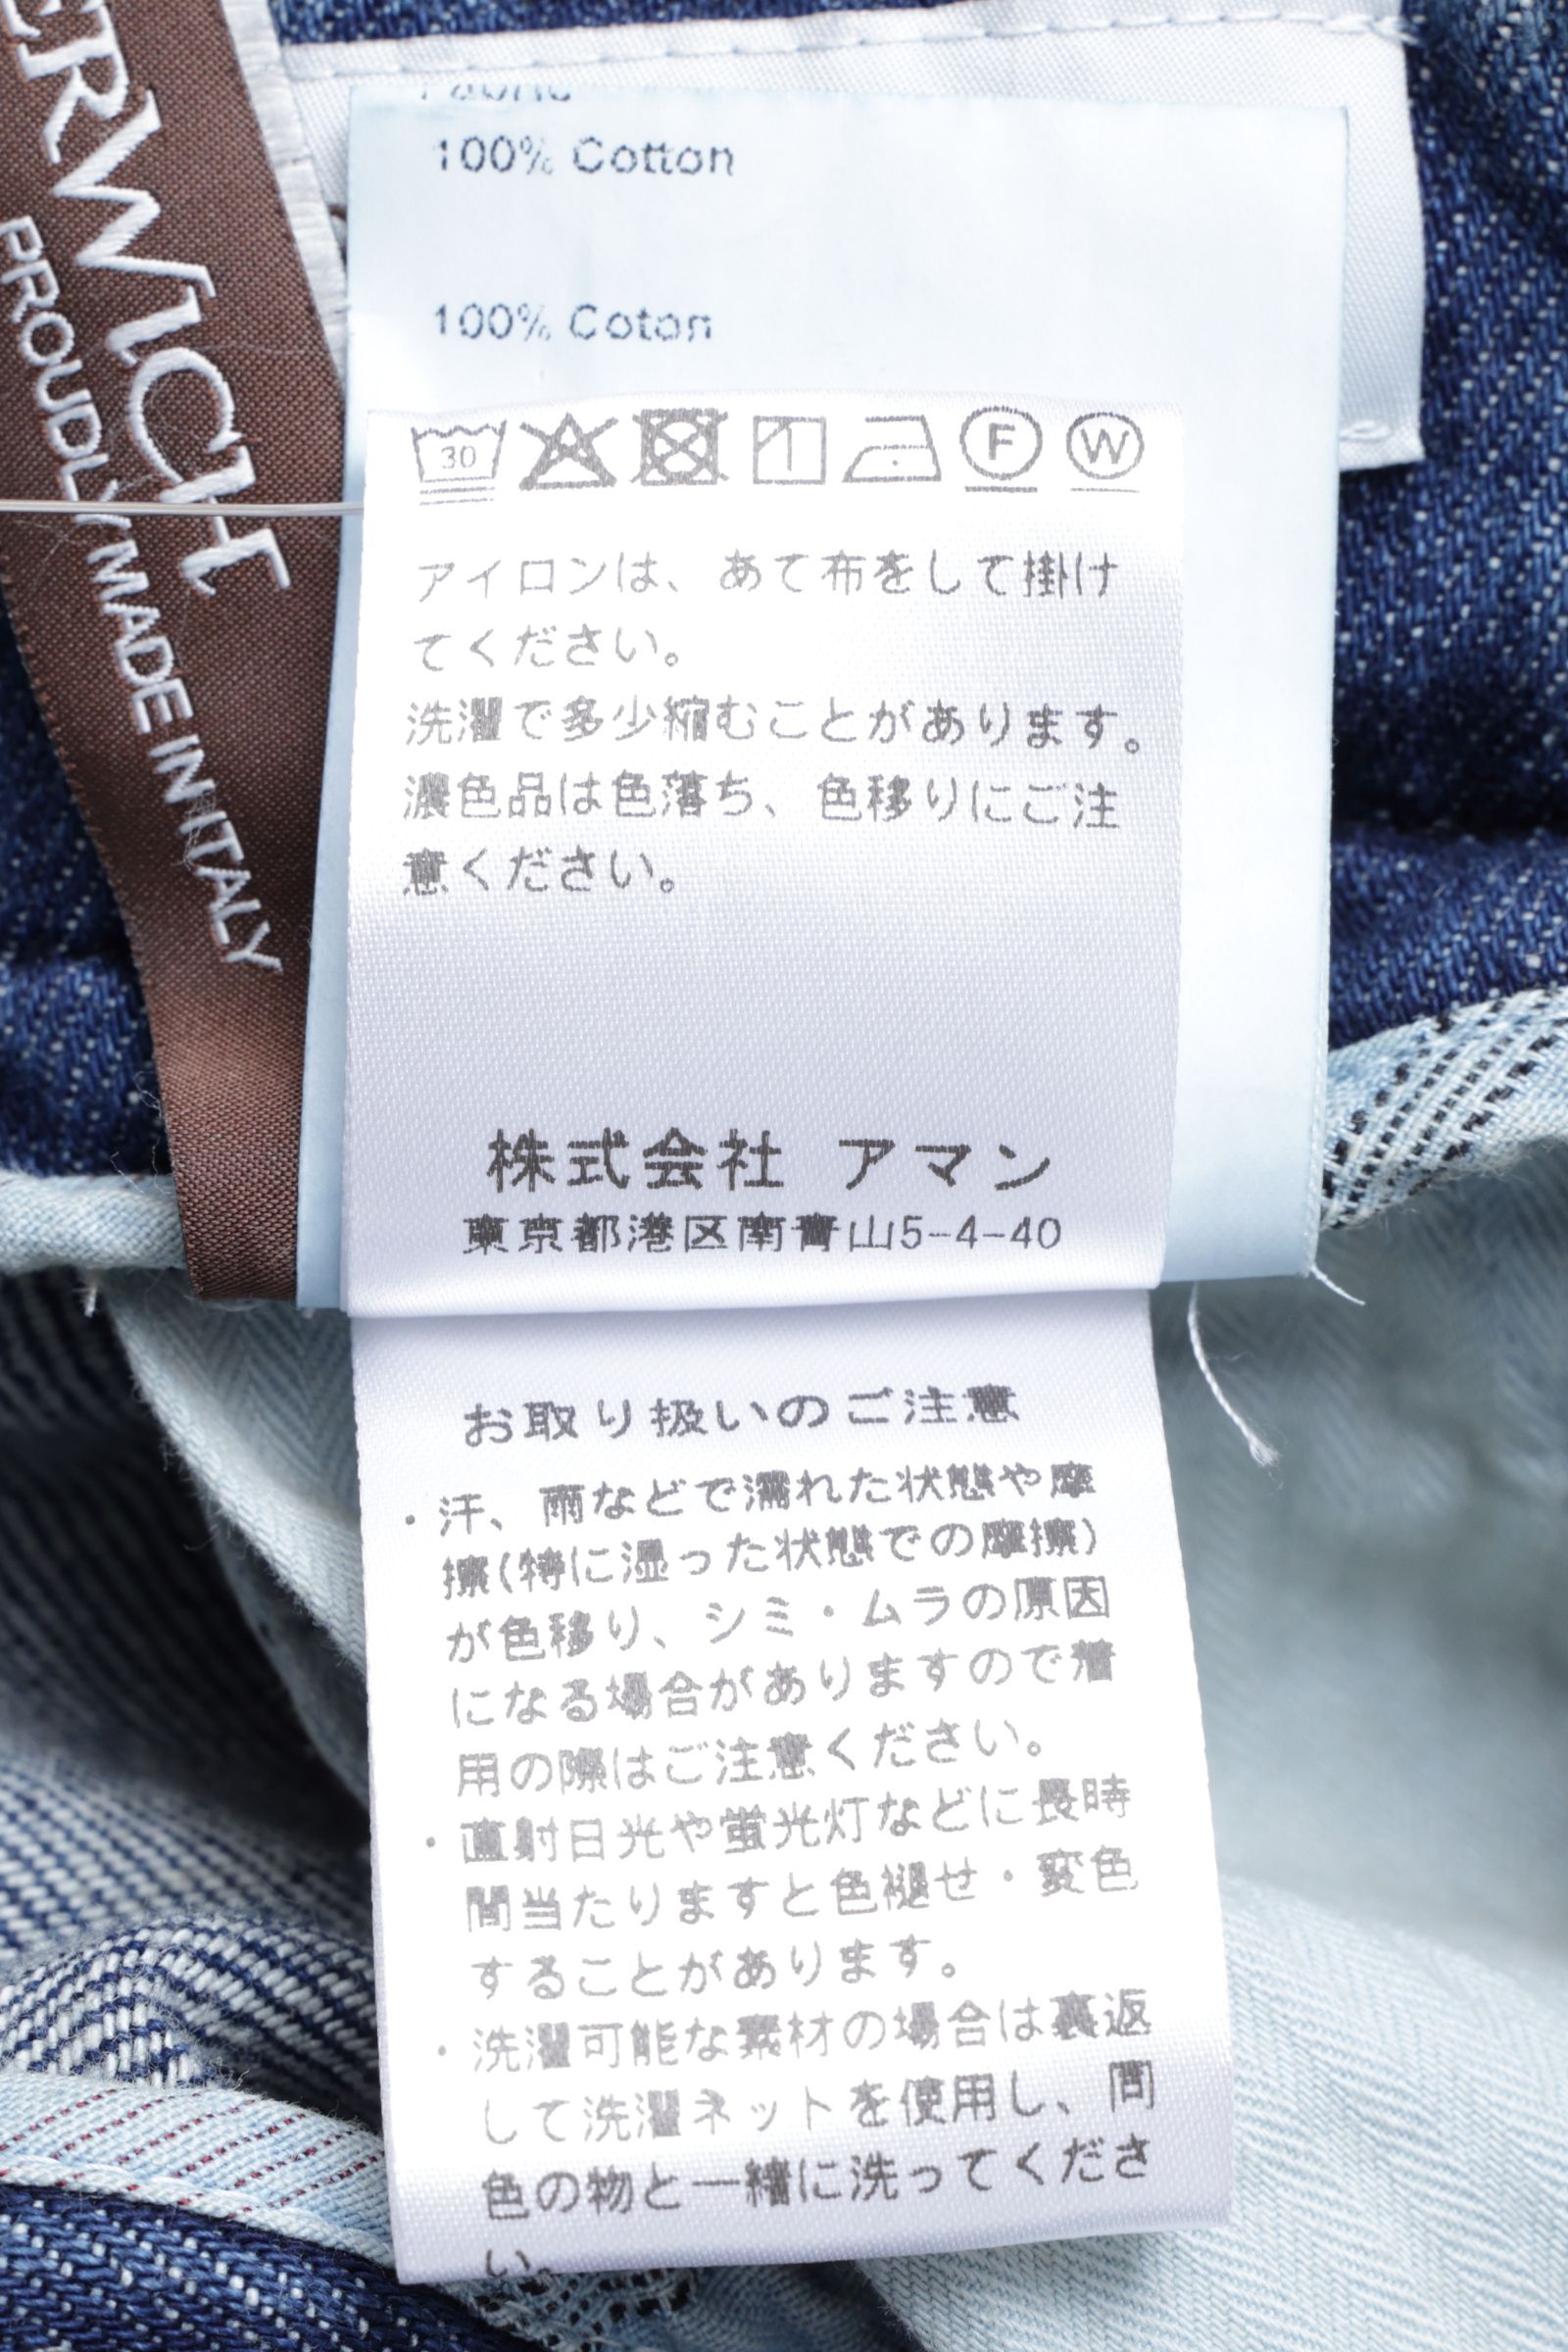 ERWICH
PROUDLY MADE IN ITALY
Fabric
100% Cotton
100% Coton
30
F
W
アイロンは、あて布をして掛け
てください。
洗濯で多少縮むことがあります。
濃色品は色落ち、色移りにご注
意ください。
株式会社 アマン
東京都港区南青山5-4-40
お取り扱いのご注意
・汗、雨などで濡れた状態や摩
擦(特に湿った状態での摩擦)
が色移り、シミ・ムラの原因
になる場合がありますので着
用の際はご注意ください。
・直射日光や蛍光灯などに長時
間当たりますと色褪せ・変色
することがあります。
・洗濯可能な素材の場合は裏返
して洗濯ネットを使用し、同
色の物と一緒に洗ってくださ
い。